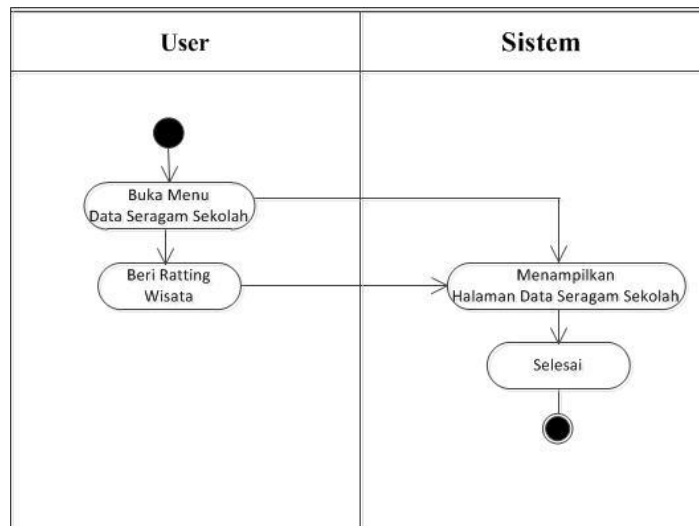 User
Sistem
Buka Menu
Data Seragam Sekolah
Beri Ratting
Wisata
Menampilkan
Halaman Data Seragam Sekolah
Selesai